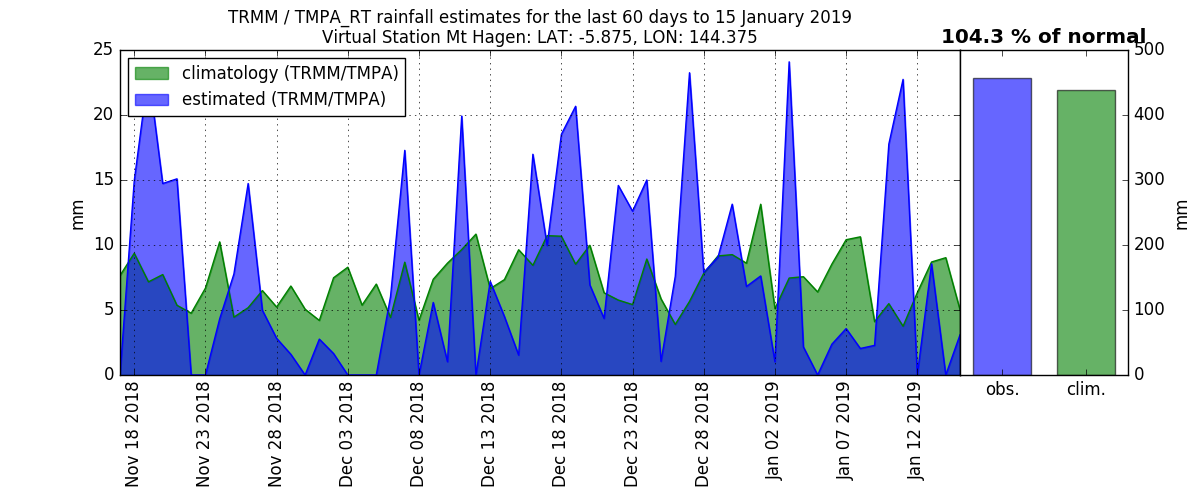 TRMM / TMPA_RT rainfall estimates for the last 60 days to 15 January 2019
Virtual Station Mt Hagen: LAT: -5.875, LON: 144.375
104.3 % of normal
climatology (TRMM/TMPA)
estimated (TRMM/TMPA)
mm
25
20
15
10
5
0
Nov 18 2018
Nov 23 2018
Nov 28 2018
Dec 03 2018
Dec 08 2018
Dec 13 2018
Dec 18 2018
Dec 23 2018
Dec 28 2018
Jan 02 2019
Jan 07 2019
Jan 12 2019
obs.
clim.
500
400
300
200
100
0
mm